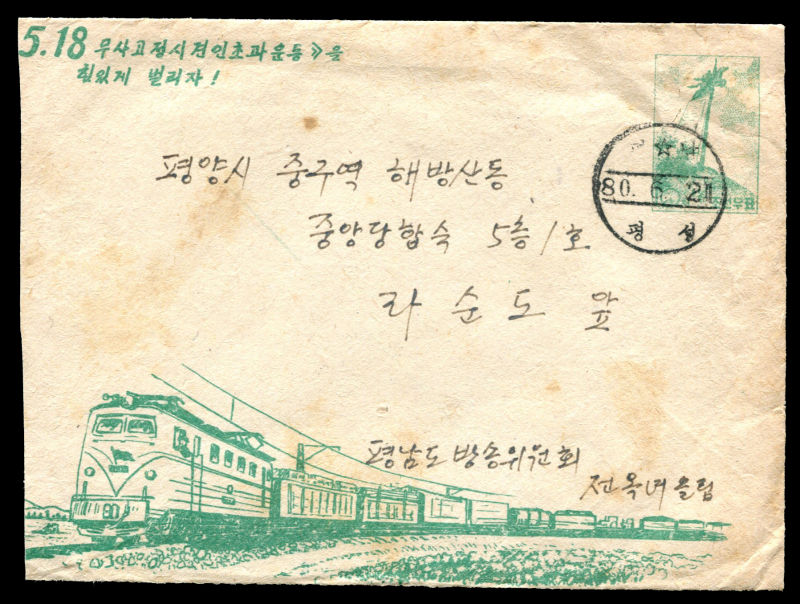 5.18 무사고정시견인초과운동》을
힘있게 벌리자!
평양시 중구역 해방산동
중앙당합숙 5층 1호
라순도 앞
80. 6. 21
평 성
우표
평남도 방송위원회
전옥녀 올림
90